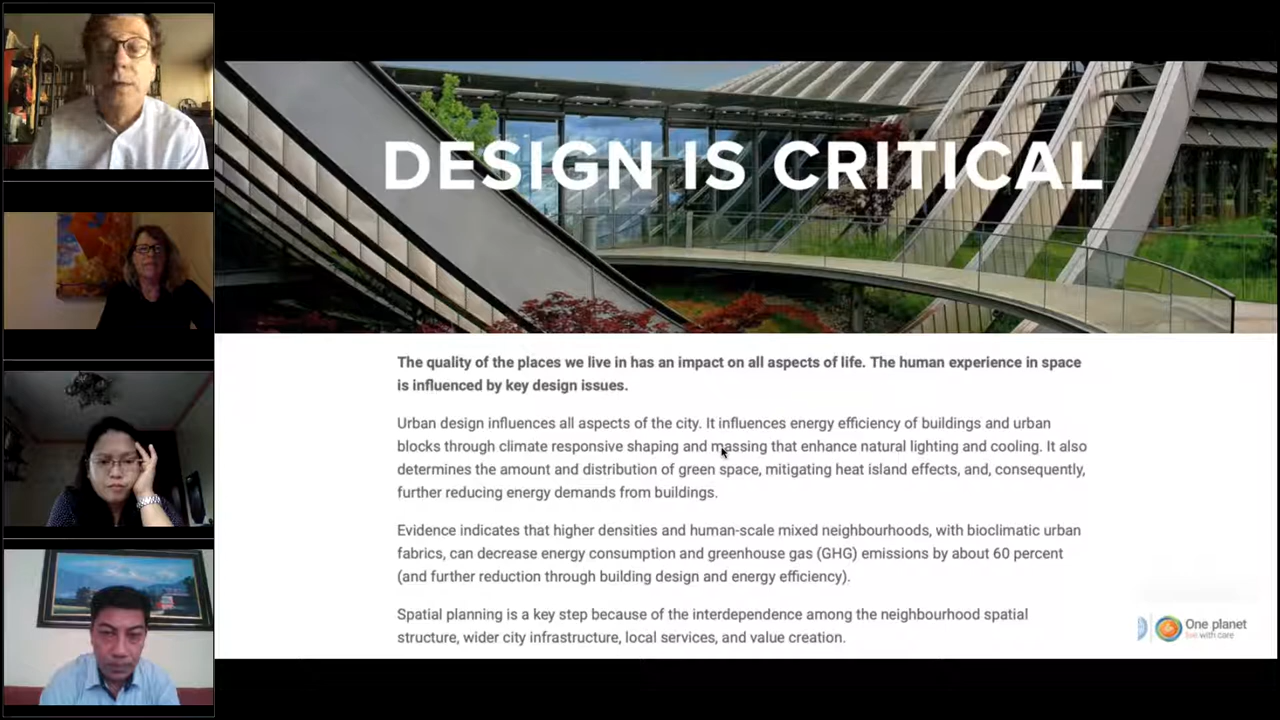 DESIGN IS CRITICAL
The quality of the places we live in has an impact on all aspects of life. The human experience in space
is influenced by key design issues.
Urban design influences all aspects of the city. It influences energy efficiency of buildings and urban
blocks through climate responsive shaping and massing that enhance natural lighting and cooling. It also
determines the amount and distribution of green space, mitigating heat island effects, and, consequently,
further reducing energy demands from buildings.
Evidence indicates that higher densities and human-scale mixed neighbourhoods, with bioclimatic urban
fabrics, can decrease energy consumption and greenhouse gas (GHG) emissions by about 60 percent
(and further reduction through building design and energy efficiency).
Spatial planning is a key step because of the interdependence among the neighbourhood spatial
structure, wider city infrastructure, local services, and value creation.
One planet
live with care